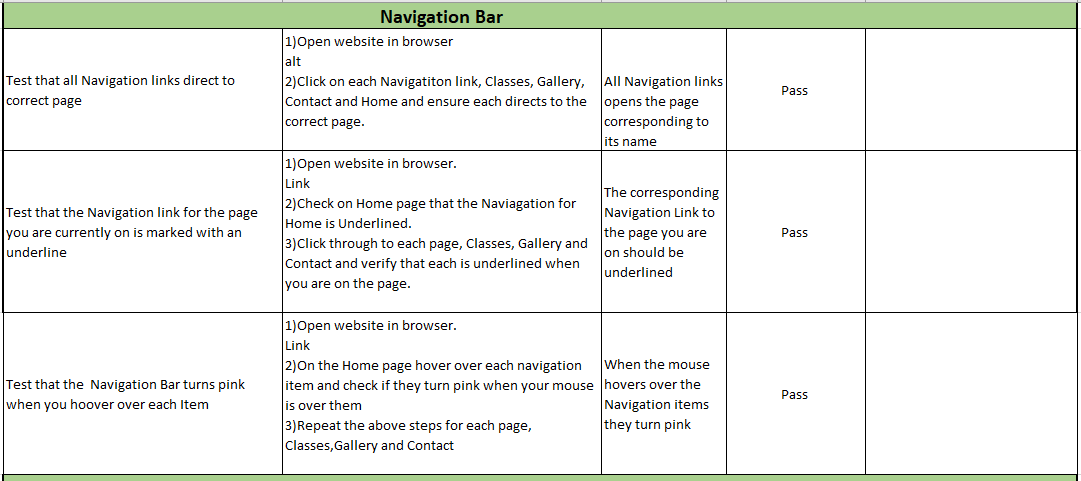 Navigation Bar
Test that all Navigation links direct to
correct page
1)Open website in browser
alt
2)Click on each Navigatiton link, Classes, Gallery,
Contact and Home and ensure each directs to the
correct page.
All Navigation links
opens the page
corresponding to
its name
Pass
Test that the Navigation link for the page
you are currently on is marked with an
underline
1)Open website in browser.
Link
2)Check on Home page that the Naviagation for
Home is Underlined.
3)Click through to each page, Classes, Gallery and
Contact and verify that each is underlined when
you are on the page.
The corresponding
Navigation Link to
the page you are
on should be
underlined
Pass
Test that the  Navigation Bar turns pink
when you hoover over each Item
1)Open website in browser.
Link
2)On the Home page hover over each navigation
item and check if they turn pink when your mouse
is over them
3)Repeat the above steps for each page,
Classes,Gallery and Contact
When the mouse
hovers over the
Navigation items
they turn pink
Pass